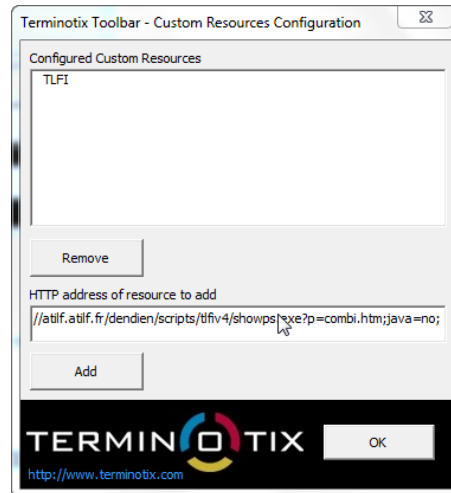 Terminotix Toolbar - Custom Resources Configuration
Configured Custom Resources
TLFI
Remove
HTTP address of resource to add
//atilf.atilf.fr/dendien/scripts/tlfiv4/showps.exe?p=combi.htm;java=no;
Add
TERMINOTIX
OK
http://www.terminotix.com